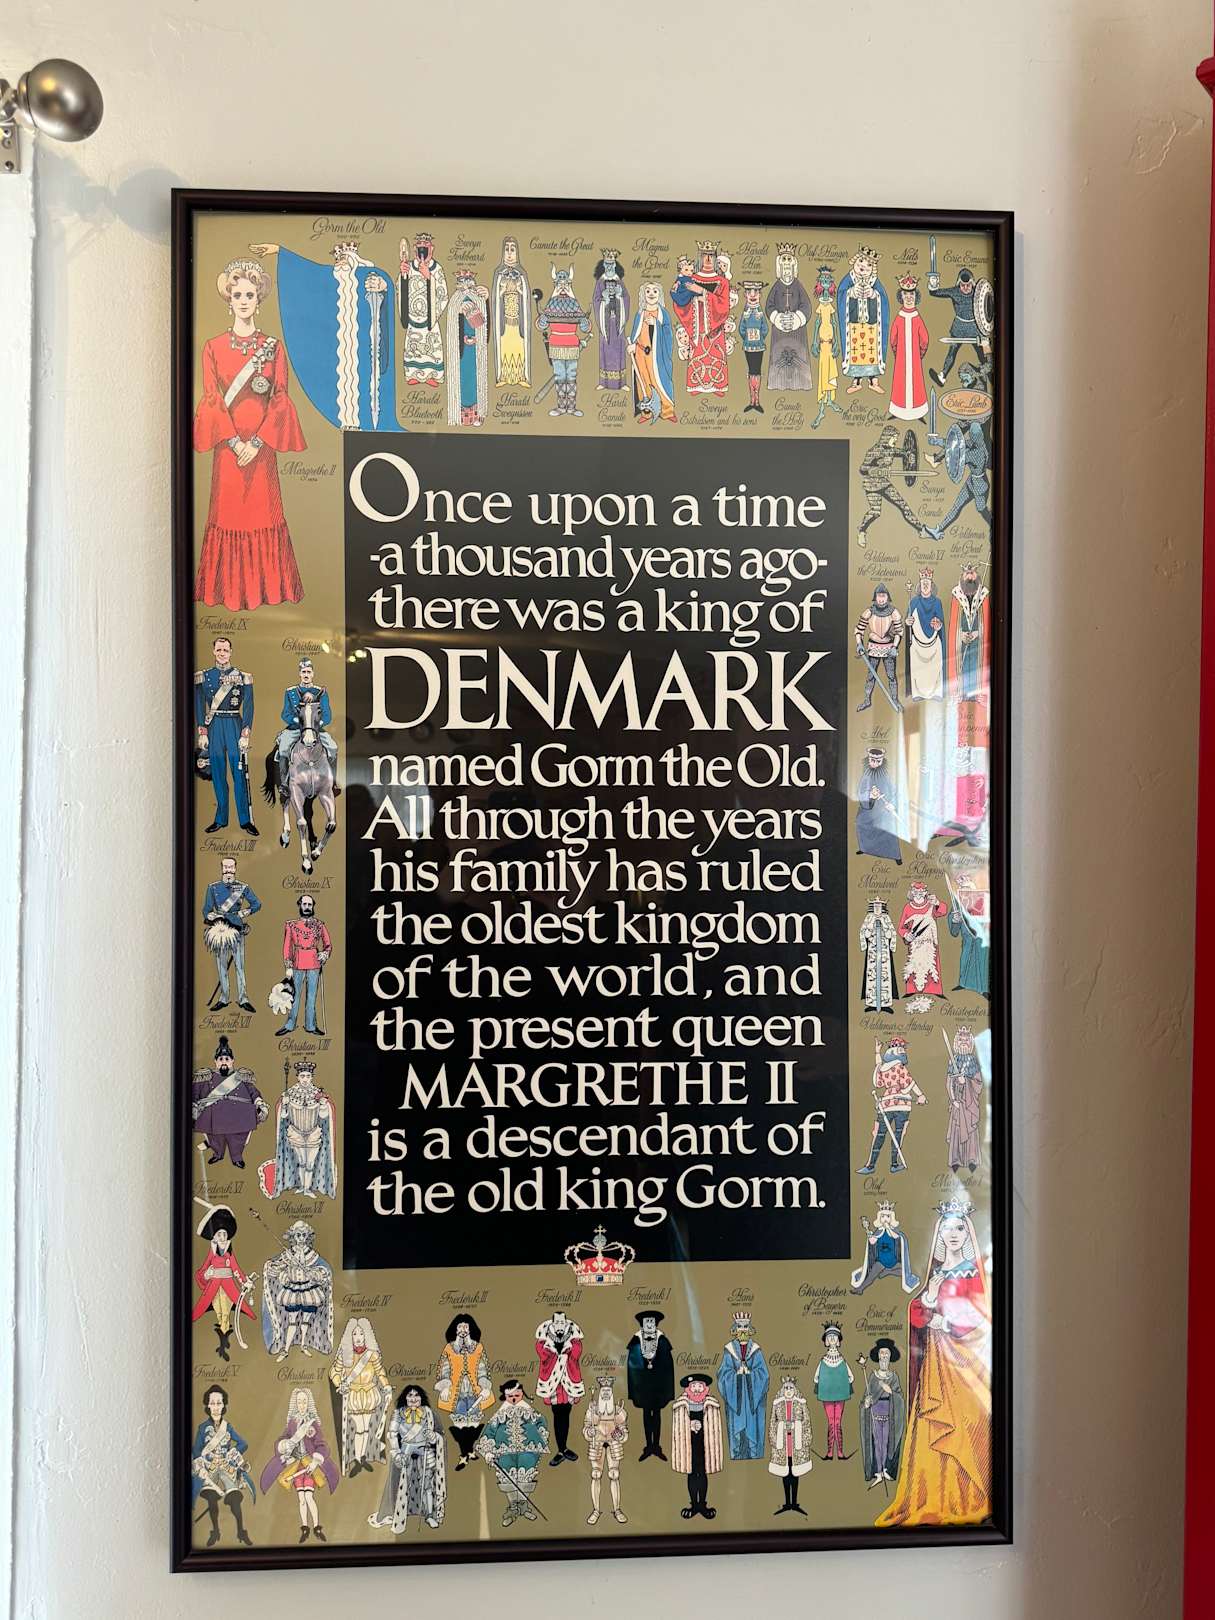 Once upon a time
-a thousand years ago-
there was a king of
DENMARK
named Gorm the Old.
All through the years
his family has ruled
the oldest kingdom
of the world, and
the present queen
MARGRETHE II
is a descendant of
the old king Gorm.
Gorm the Old
Harald
Bluetooth
Sweyn
Forkbeard
Harald
Sweynsson
Canute the Great
Hardi
Canute
Magnus
the Good
Sweyn
Estridsen and his sons
Harald
Hen
Canute
the Holy
Oluf Hunger
Eric
the very Good
Niels
Eric Emune
Eric Lamb
Sweyn
Canute
Valdemar
the Great
Canute VI
Valdemar
the Victorious
Abel
Eric
Klipping
Eric
Mendved
Christopher
Valdemar Atterdag
Oluf
Margrethe I
Eric of
Pommerania
Christopher
of Bayern
Christian I
Hans
Christian II
Frederik I
Christian III
Frederik II
Christian IV
Frederik III
Christian V
Frederik IV
Christian VI
Frederik V
Christian VII
Frederik VI
Christian VIII
Frederik VII
Christian IX
Frederik VIII
Christian
Frederik IX
Margrethe II